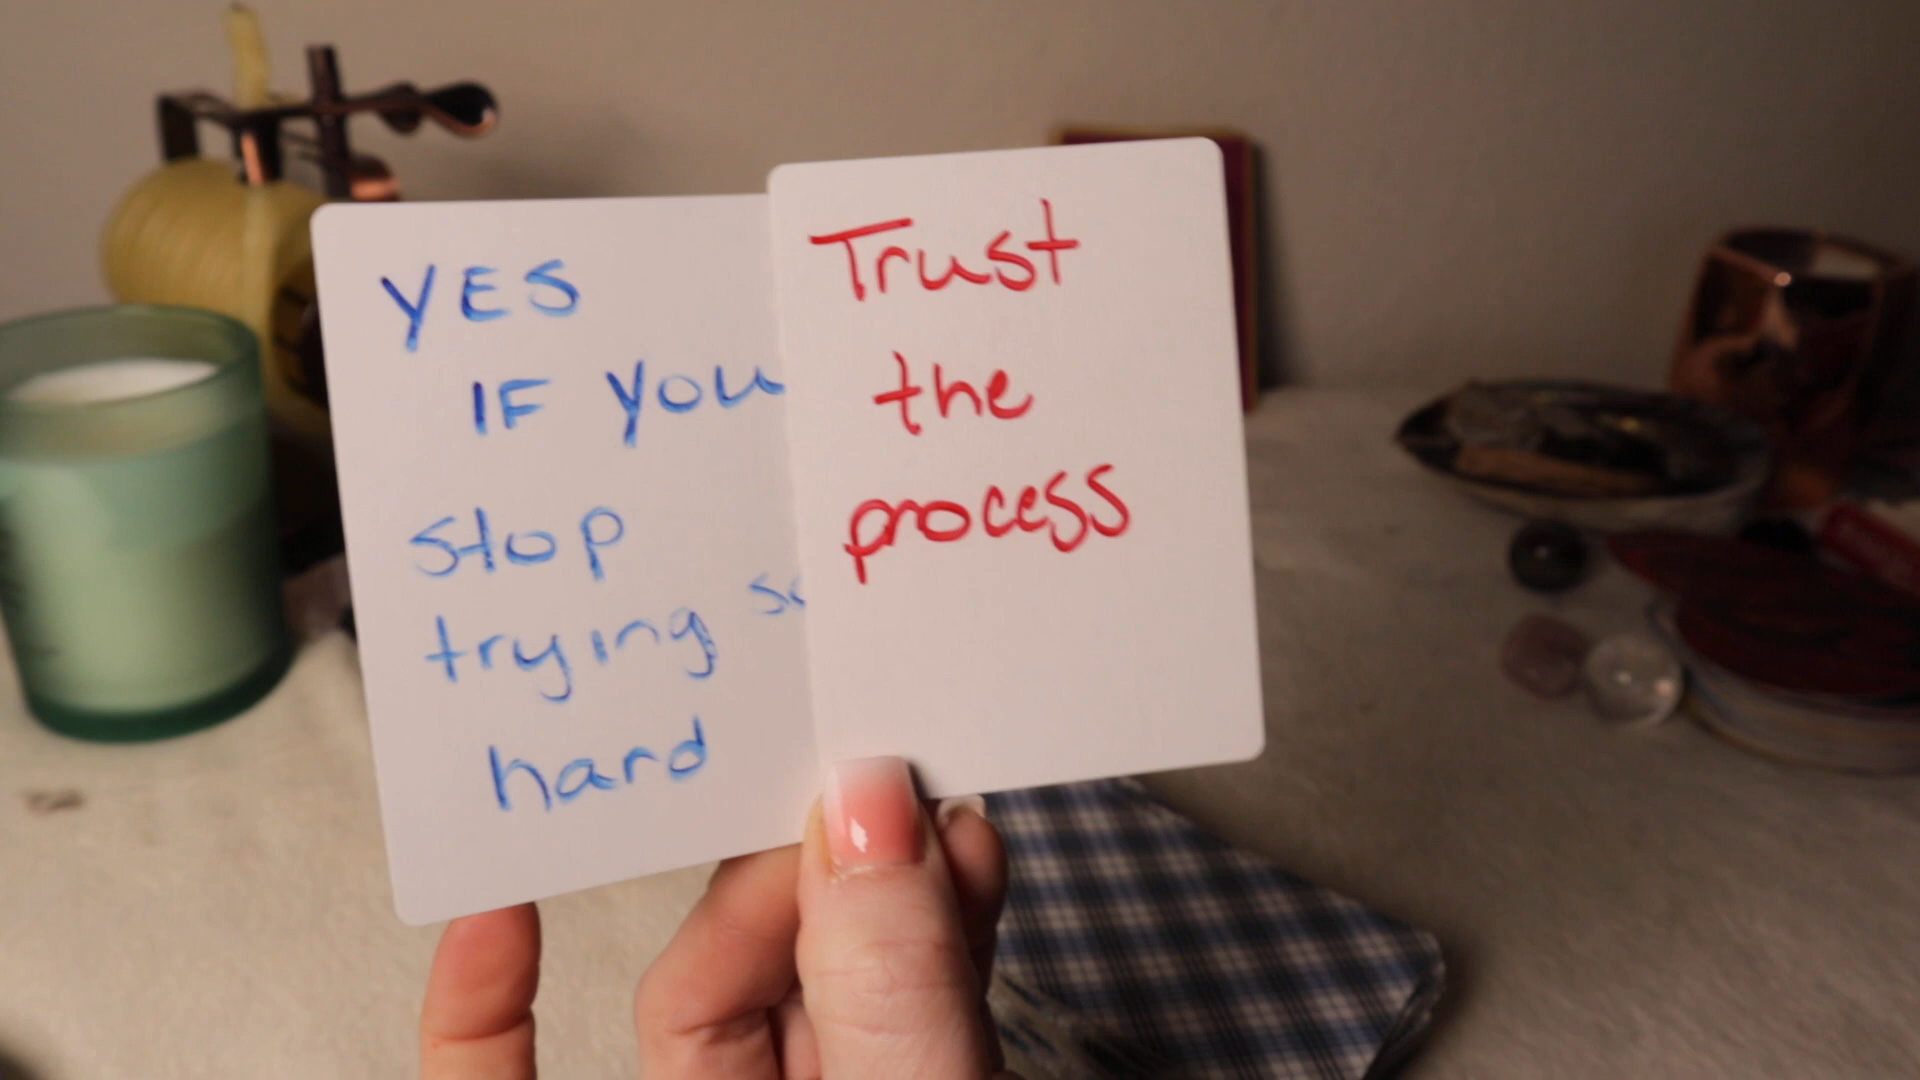 YES
IF you
stop
trying
hard
Trust
the
process